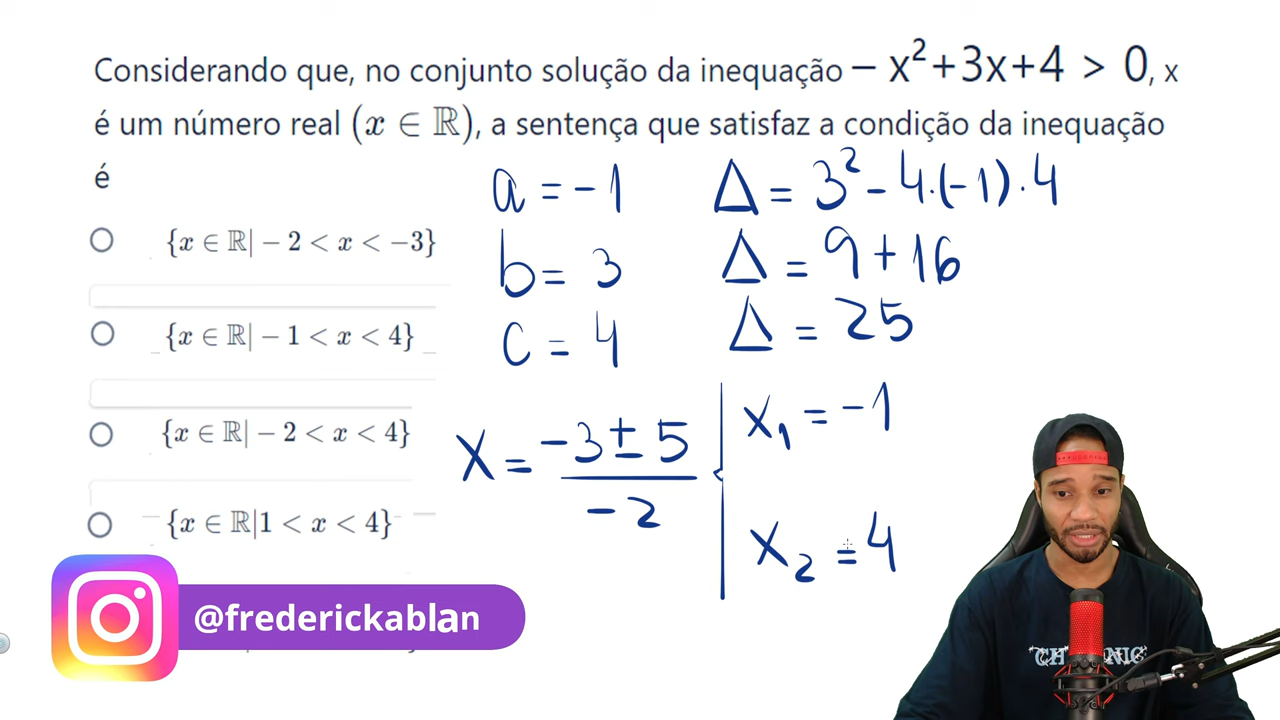 Considerando que, no conjunto solução da inequação − x²+3x+4 > 0, x
é um número real (x ∈ ℝ), a sentença que satisfaz a condição da inequação
é
a = -1
Δ = 3² - 4·(-1)·4
{x ∈ ℝ| − 2 < x < −3}
b = 3
Δ = 9 + 16
{x ∈ ℝ| − 1 < x < 4}
c = 4
Δ = 25
{x ∈ ℝ| − 2 < x < 4}
x = (-3 ± 5)/-2
x₁ = -1
x₂ = 4
{x ∈ ℝ|1 < x < 4}
@frederickablan